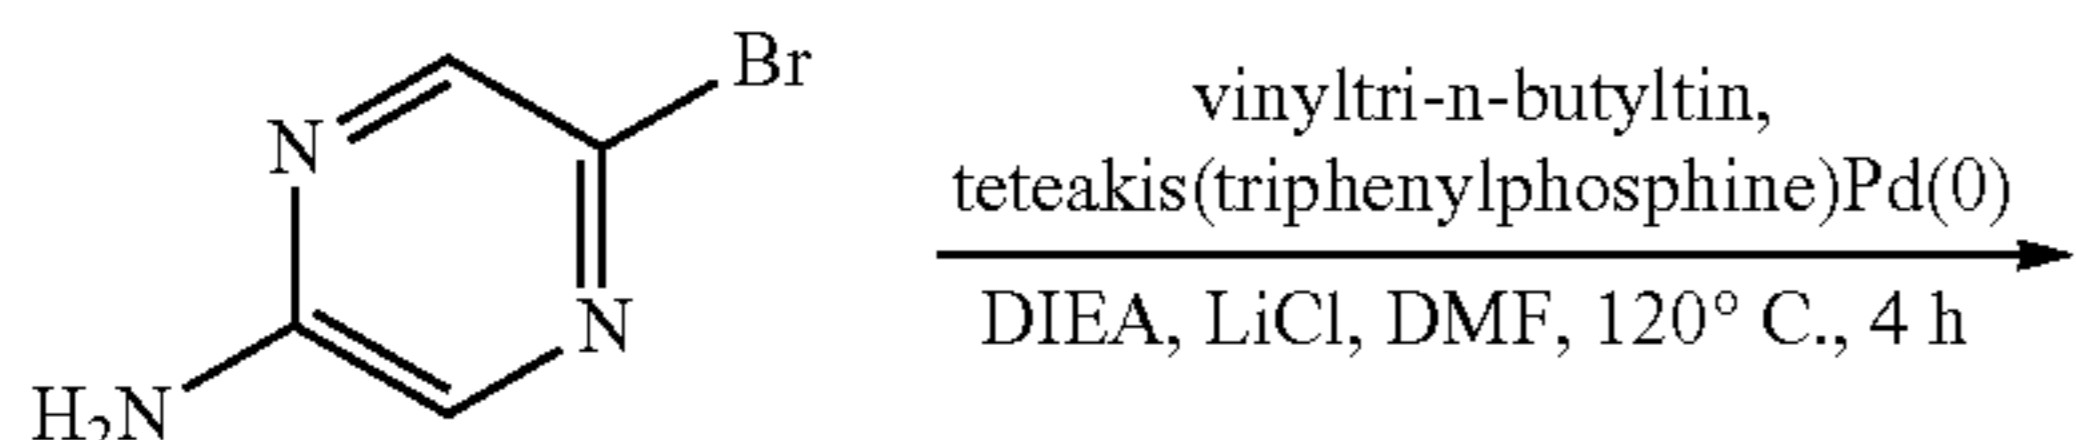 Br
N
N
H₂N
vinyltri-n-butyltin,
teteakis(triphenylphosphine)Pd(0)
DIEA, LiCl, DMF, 120° C., 4 h